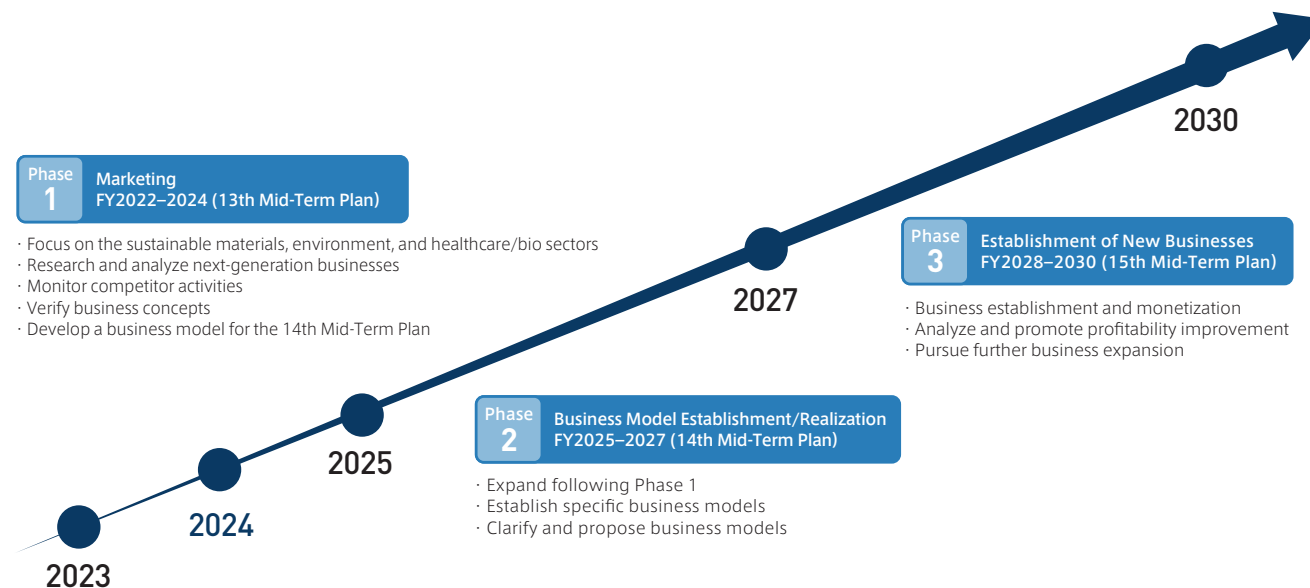 Phase
1
Marketing
FY2022–2024 (13th Mid-Term Plan)
· Focus on the sustainable materials, environment, and healthcare/bio sectors
· Research and analyze next-generation businesses
· Monitor competitor activities
· Verify business concepts
· Develop a business model for the 14th Mid-Term Plan
Phase
2
Business Model Establishment/Realization
FY2025–2027 (14th Mid-Term Plan)
· Expand following Phase 1
· Establish specific business models
· Clarify and propose business models
Phase
3
Establishment of New Businesses
FY2028–2030 (15th Mid-Term Plan)
· Business establishment and monetization
· Analyze and promote profitability improvement
· Pursue further business expansion
2023
2024
2025
2027
2030